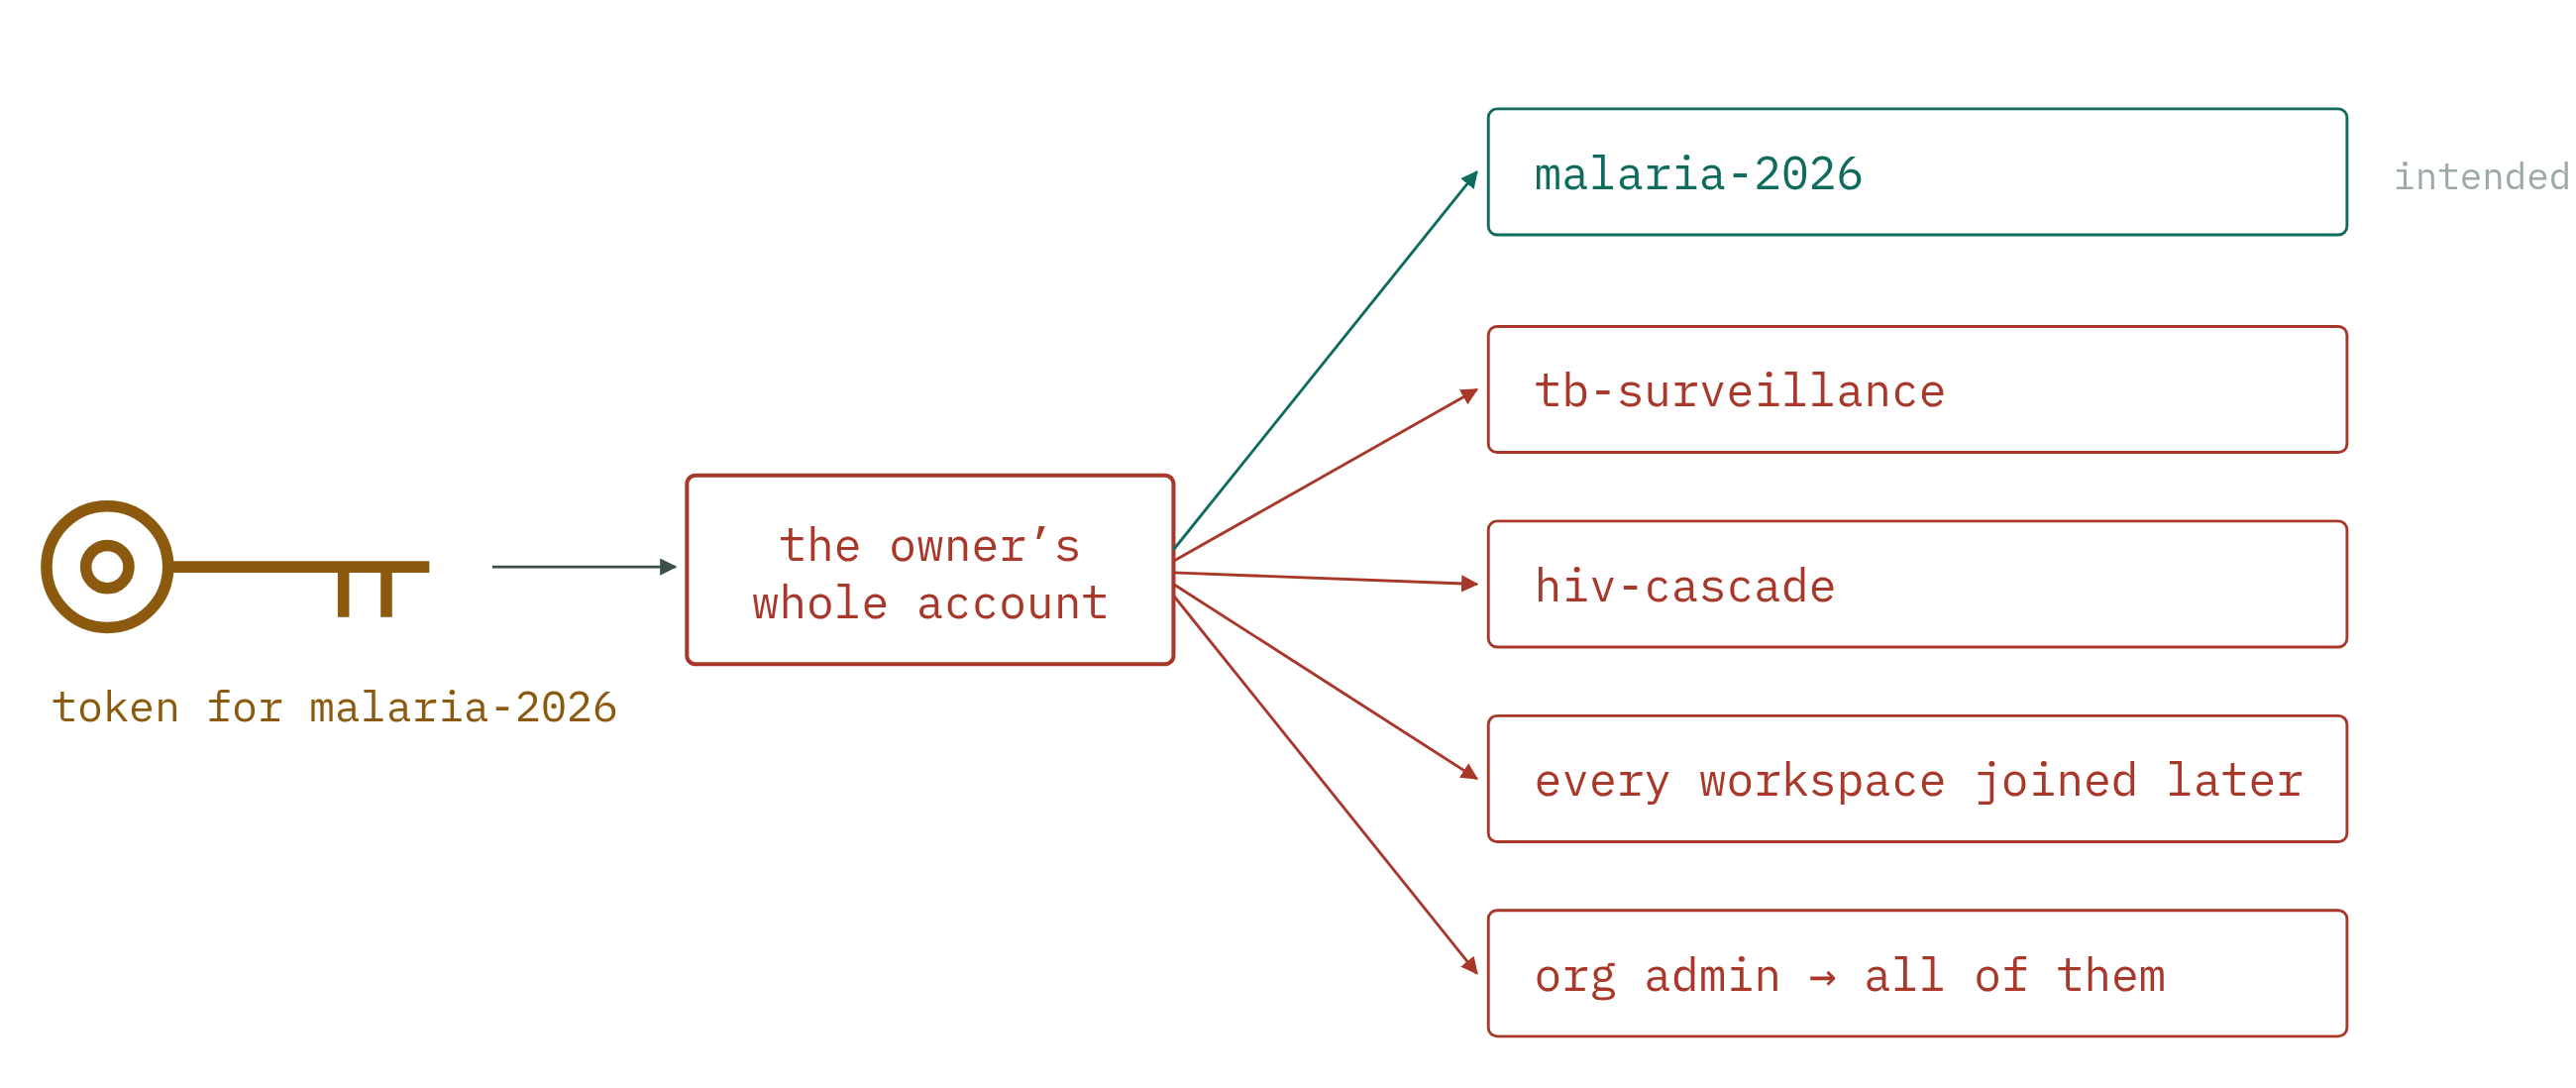 malaria-2026
intended
tb-surveillance
the owner’s
whole account
hiv-cascade
token for malaria-2026
every workspace joined later
org admin → all of them